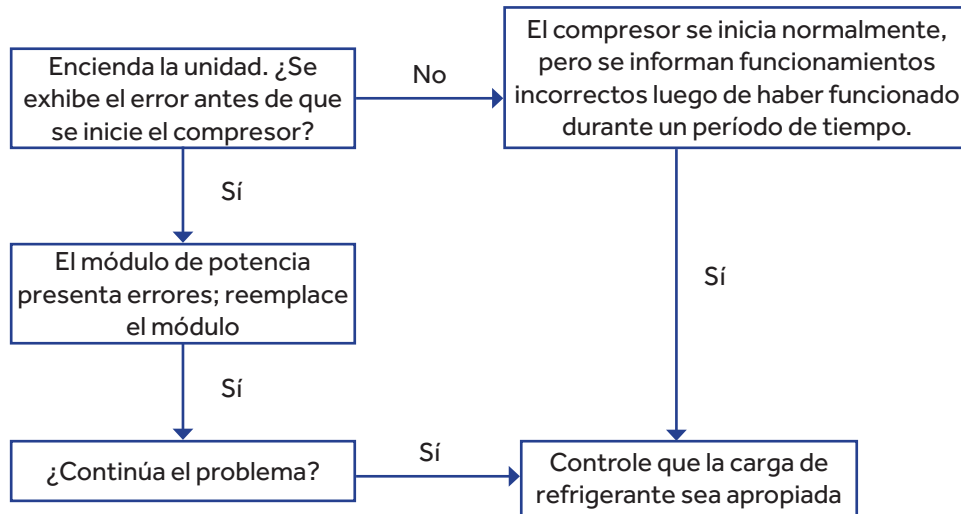 Encienda la unidad. ¿Se
exhibe el error antes de que
se inicie el compresor?
No
El compresor se inicia normalmente,
pero se informan funcionamientos
incorrectos luego de haber funcionado
durante un período de tiempo.
Sí
El módulo de potencia
presenta errores; reemplace
el módulo
Sí
Sí
¿Continúa el problema?
Sí
Controle que la carga de
refrigerante sea apropiada